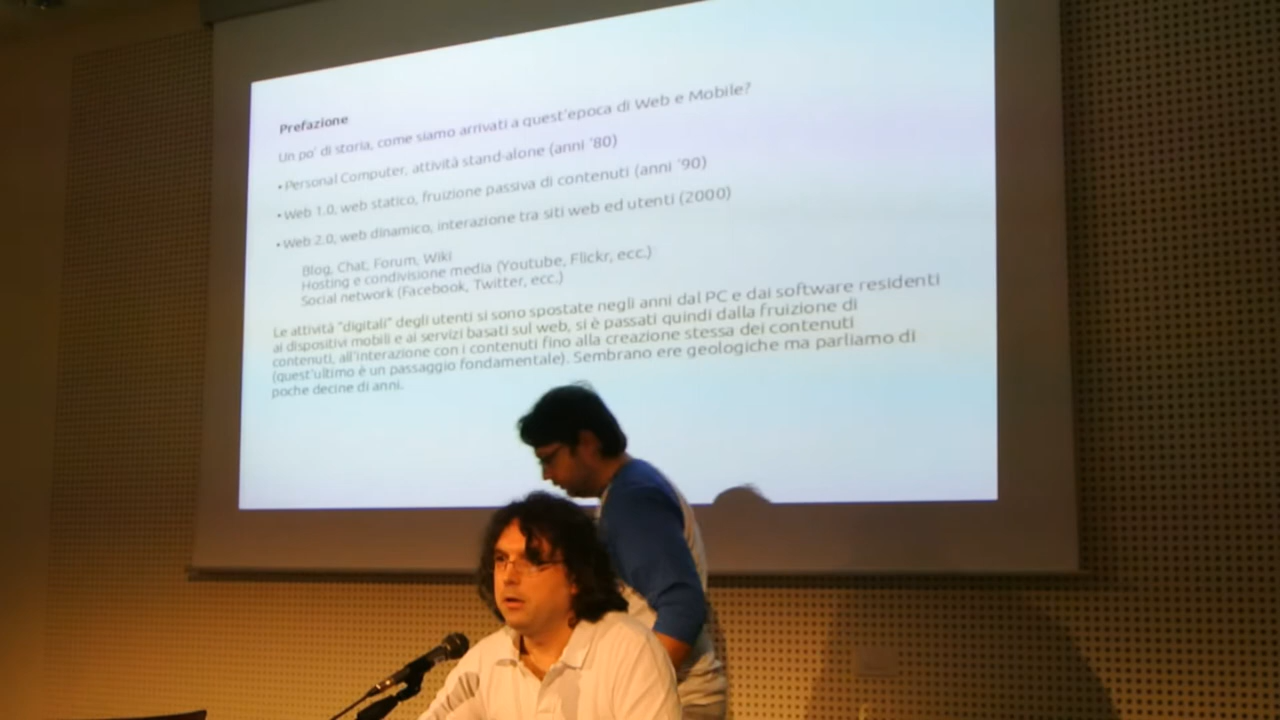 Prefazione
Un po' di storia, come siamo arrivati a quest'epoca di Web e Mobile?
• Personal Computer, attività stand-alone (anni '80)
• Web 1.0, web statico, fruizione passiva di contenuti (anni '90)
• Web 2.0, web dinamico, interazione tra siti web ed utenti (2000)
Blog, Chat, Forum, Wiki
Hosting e condivisione media (Youtube, Flickr, ecc.)
Social network (Facebook, Twitter, ecc.)
Le attività "digitali" degli utenti si sono spostate negli anni dal PC e dai software residenti
ai dispositivi mobili e ai servizi basati sul web, si è passati quindi dalla fruizione di
contenuti, all'interazione con i contenuti fino alla creazione stessa dei contenuti
(quest'ultimo è un passaggio fondamentale). Sembrano ere geologiche ma parliamo di
poche decine di anni.